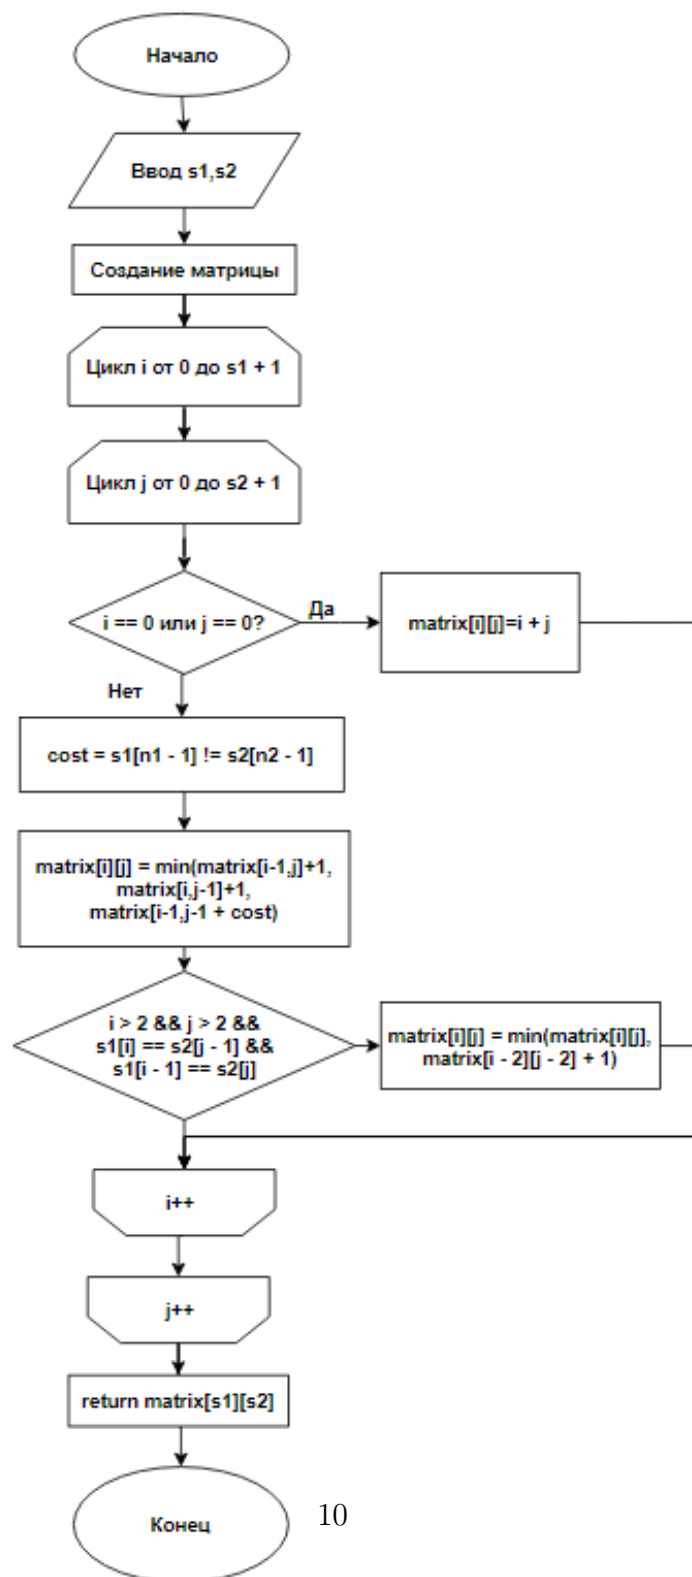 Начало
Ввод s1,s2
Создание матрицы
Цикл i от 0 до s1 + 1
Цикл j от 0 до s2 + 1
i == 0 или j == 0?
Да
matrix[i][j]=i + j
Нет
cost = s1[n1 - 1] != s2[n2 - 1]
matrix[i][j] = min(matrix[i-1,j]+1,
matrix[i,j-1]+1,
matrix[i-1,j-1 + cost)
i > 2 && j > 2 &&
s1[i] == s2[j - 1] &&
s1[i - 1] == s2[j]
matrix[i][j] = min(matrix[i][j],
matrix[i - 2][j - 2] + 1)
i++
j++
return matrix[s1][s2]
Конец
10